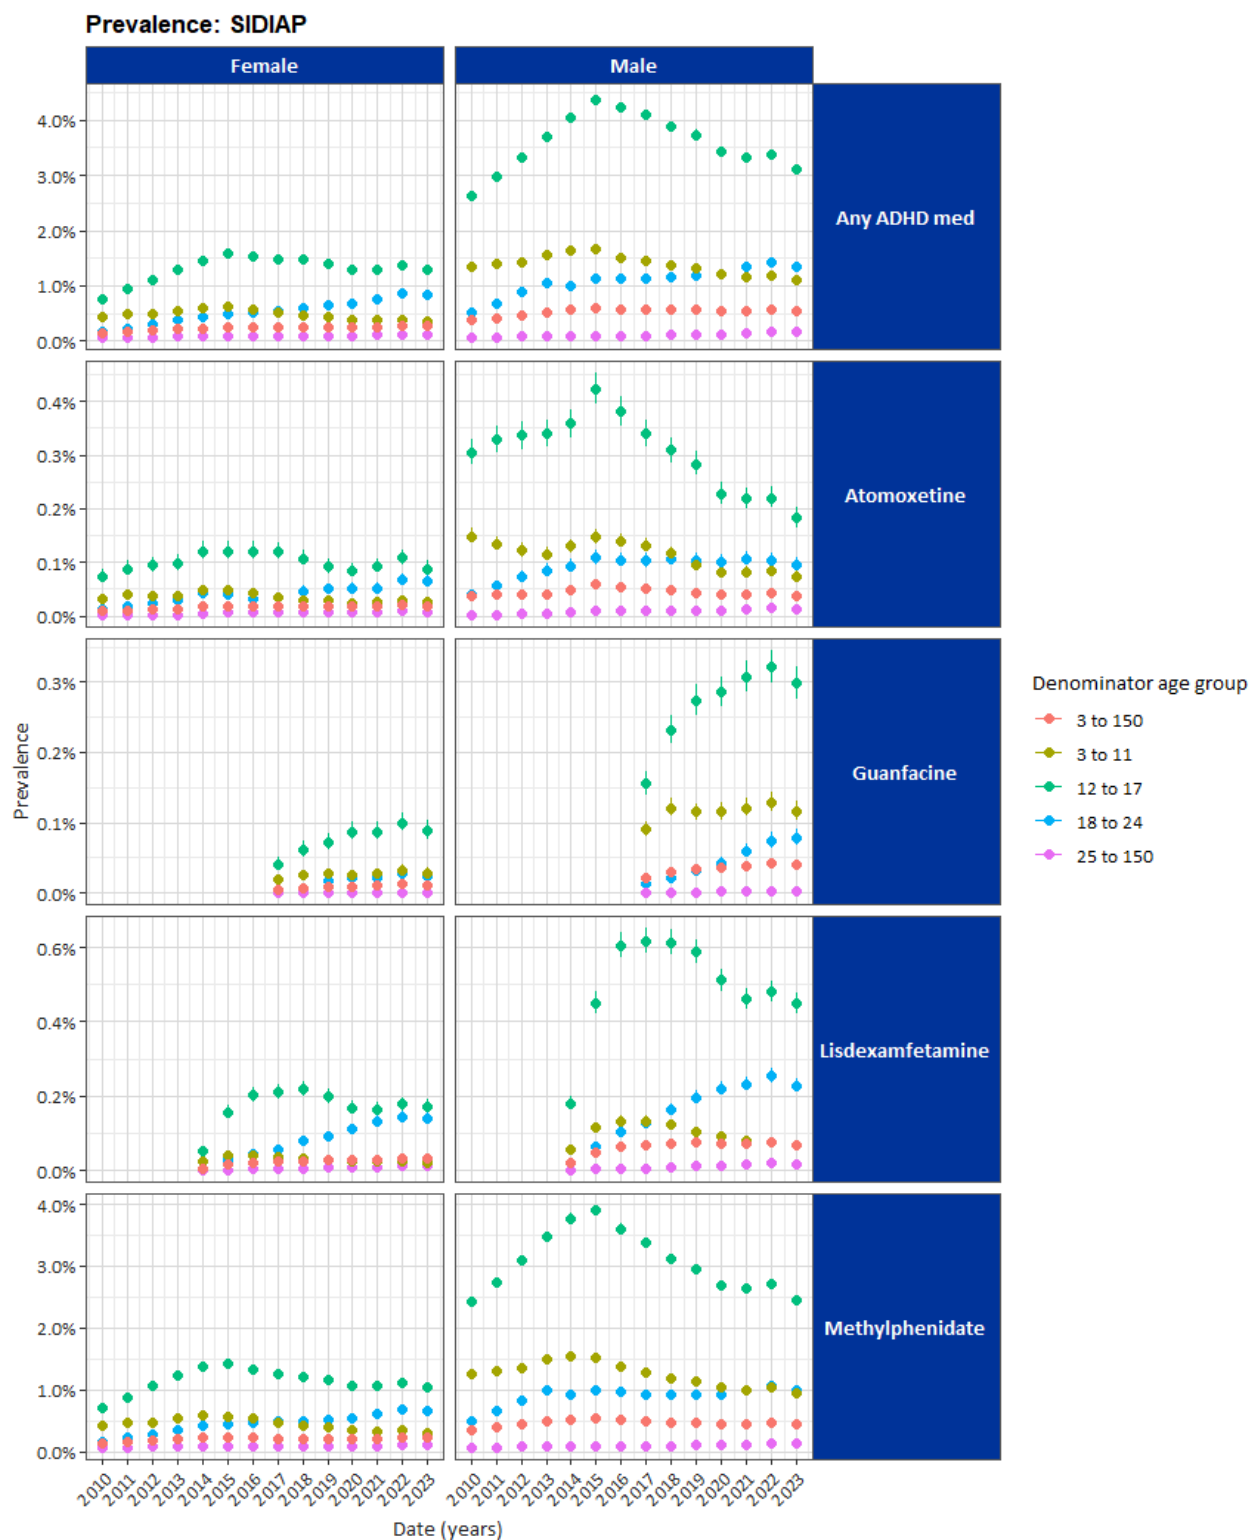 Prevalence: SIDIAP
Female
Male
4.0%
3.0%
2.0%
1.0%
0.0%
Any ADHD med
0.4%
0.3%
0.2%
0.1%
0.0%
Atomoxetine
0.3%
0.2%
0.1%
0.0%
Guanfacine
0.6%
0.4%
0.2%
0.0%
Lisdexamfetamine
4.0%
3.0%
2.0%
1.0%
0.0%
Methylphenidate
Prevalence
2010 2011 2012 2013 2014 2015 2016 2017 2018 2019 2020 2021 2022 2023
2010 2011 2012 2013 2014 2015 2016 2017 2018 2019 2020 2021 2022 2023
Date (years)
Denominator age group
3 to 150
3 to 11
12 to 17
18 to 24
25 to 150